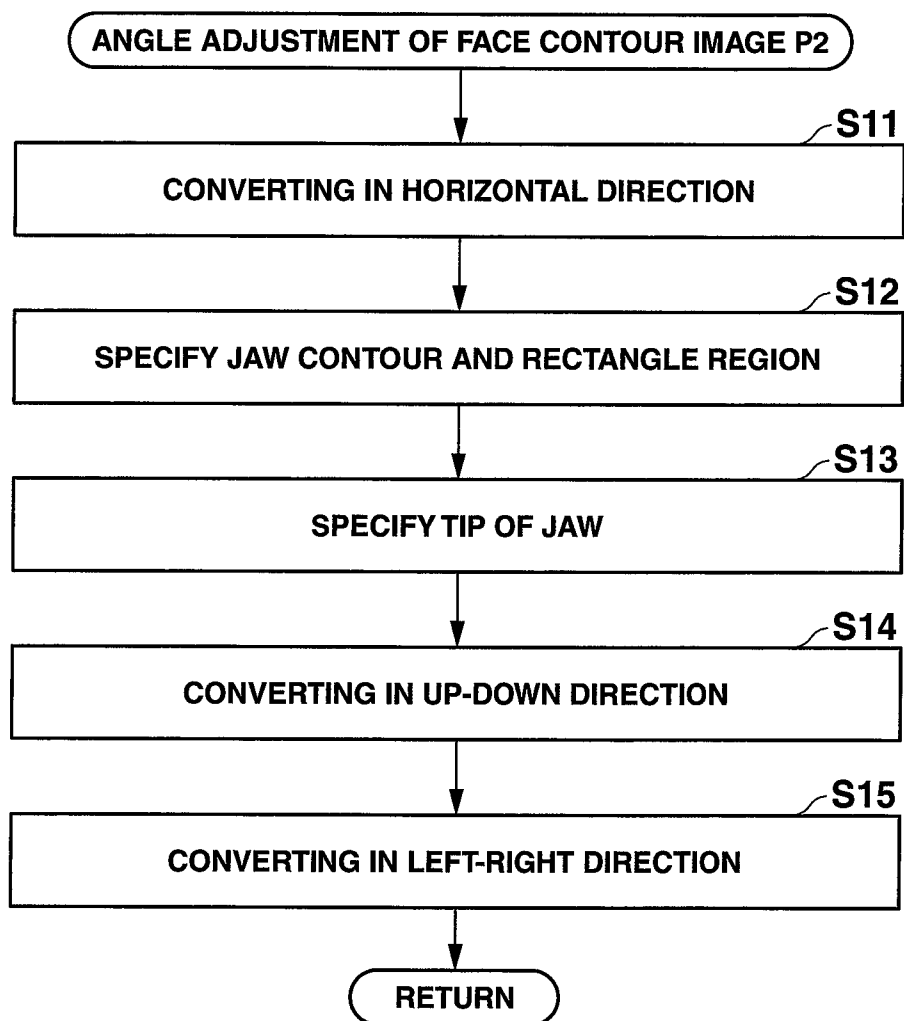 ANGLE ADJUSTMENT OF FACE CONTOUR IMAGE P2
S11
CONVERTING IN HORIZONTAL DIRECTION
S12
SPECIFY JAW CONTOUR AND RECTANGLE REGION
S13
SPECIFY TIP OF JAW
S14
CONVERTING IN UP-DOWN DIRECTION
S15
CONVERTING IN LEFT-RIGHT DIRECTION
RETURN